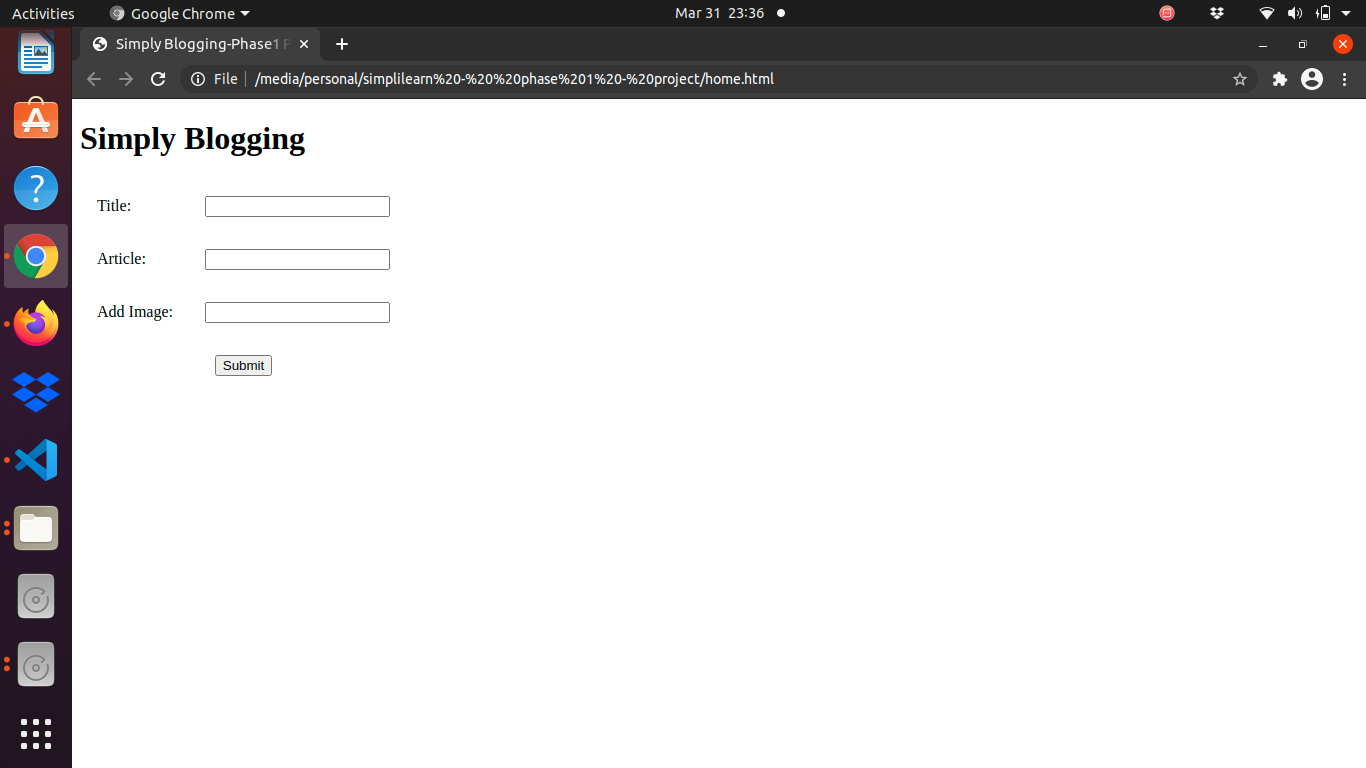 Activities Google Chrome Mar 31 23:36
Simply Blogging-Phase1
File /media/personal/simplilearn%20-%20%20phase%201%20-%20project/home.html
Simply Blogging
Title:
Article:
Add Image:
Submit